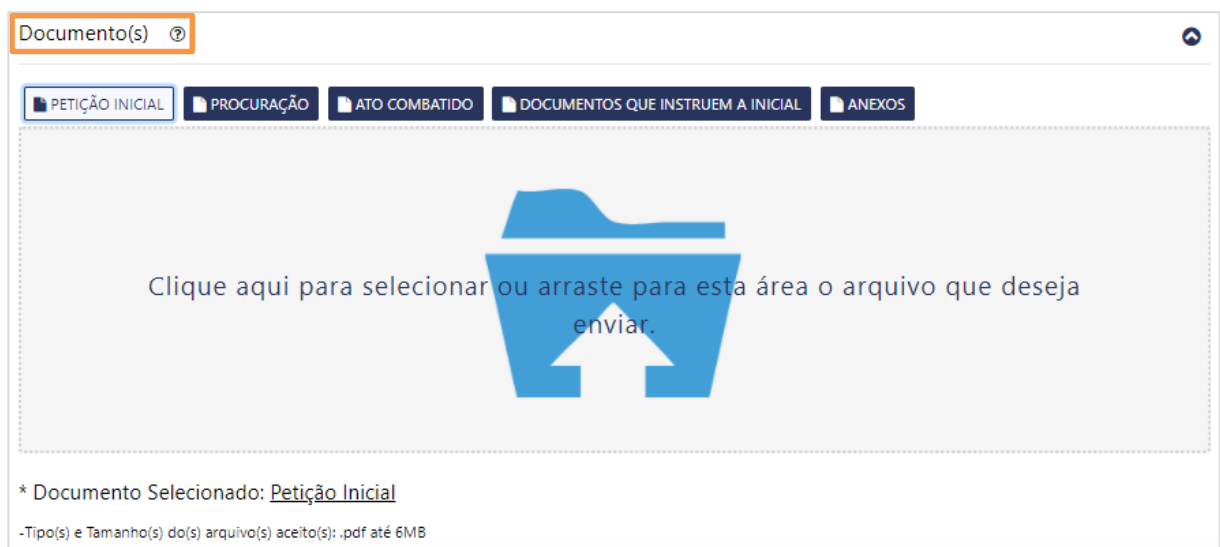 Documento(s)
PETIÇÃO INICIAL PROCURAÇÃO ATO COMBATIDO DOCUMENTOS QUE INSTRUEM A INICIAL ANEXOS
Clique aqui para selecionar ou arraste para esta área o arquivo que deseja
enviar.
* Documento Selecionado: Petição Inicial
-Tipo(s) e Tamanho(s) do(s) arquivo(s) aceito(s): .pdf até 6MB